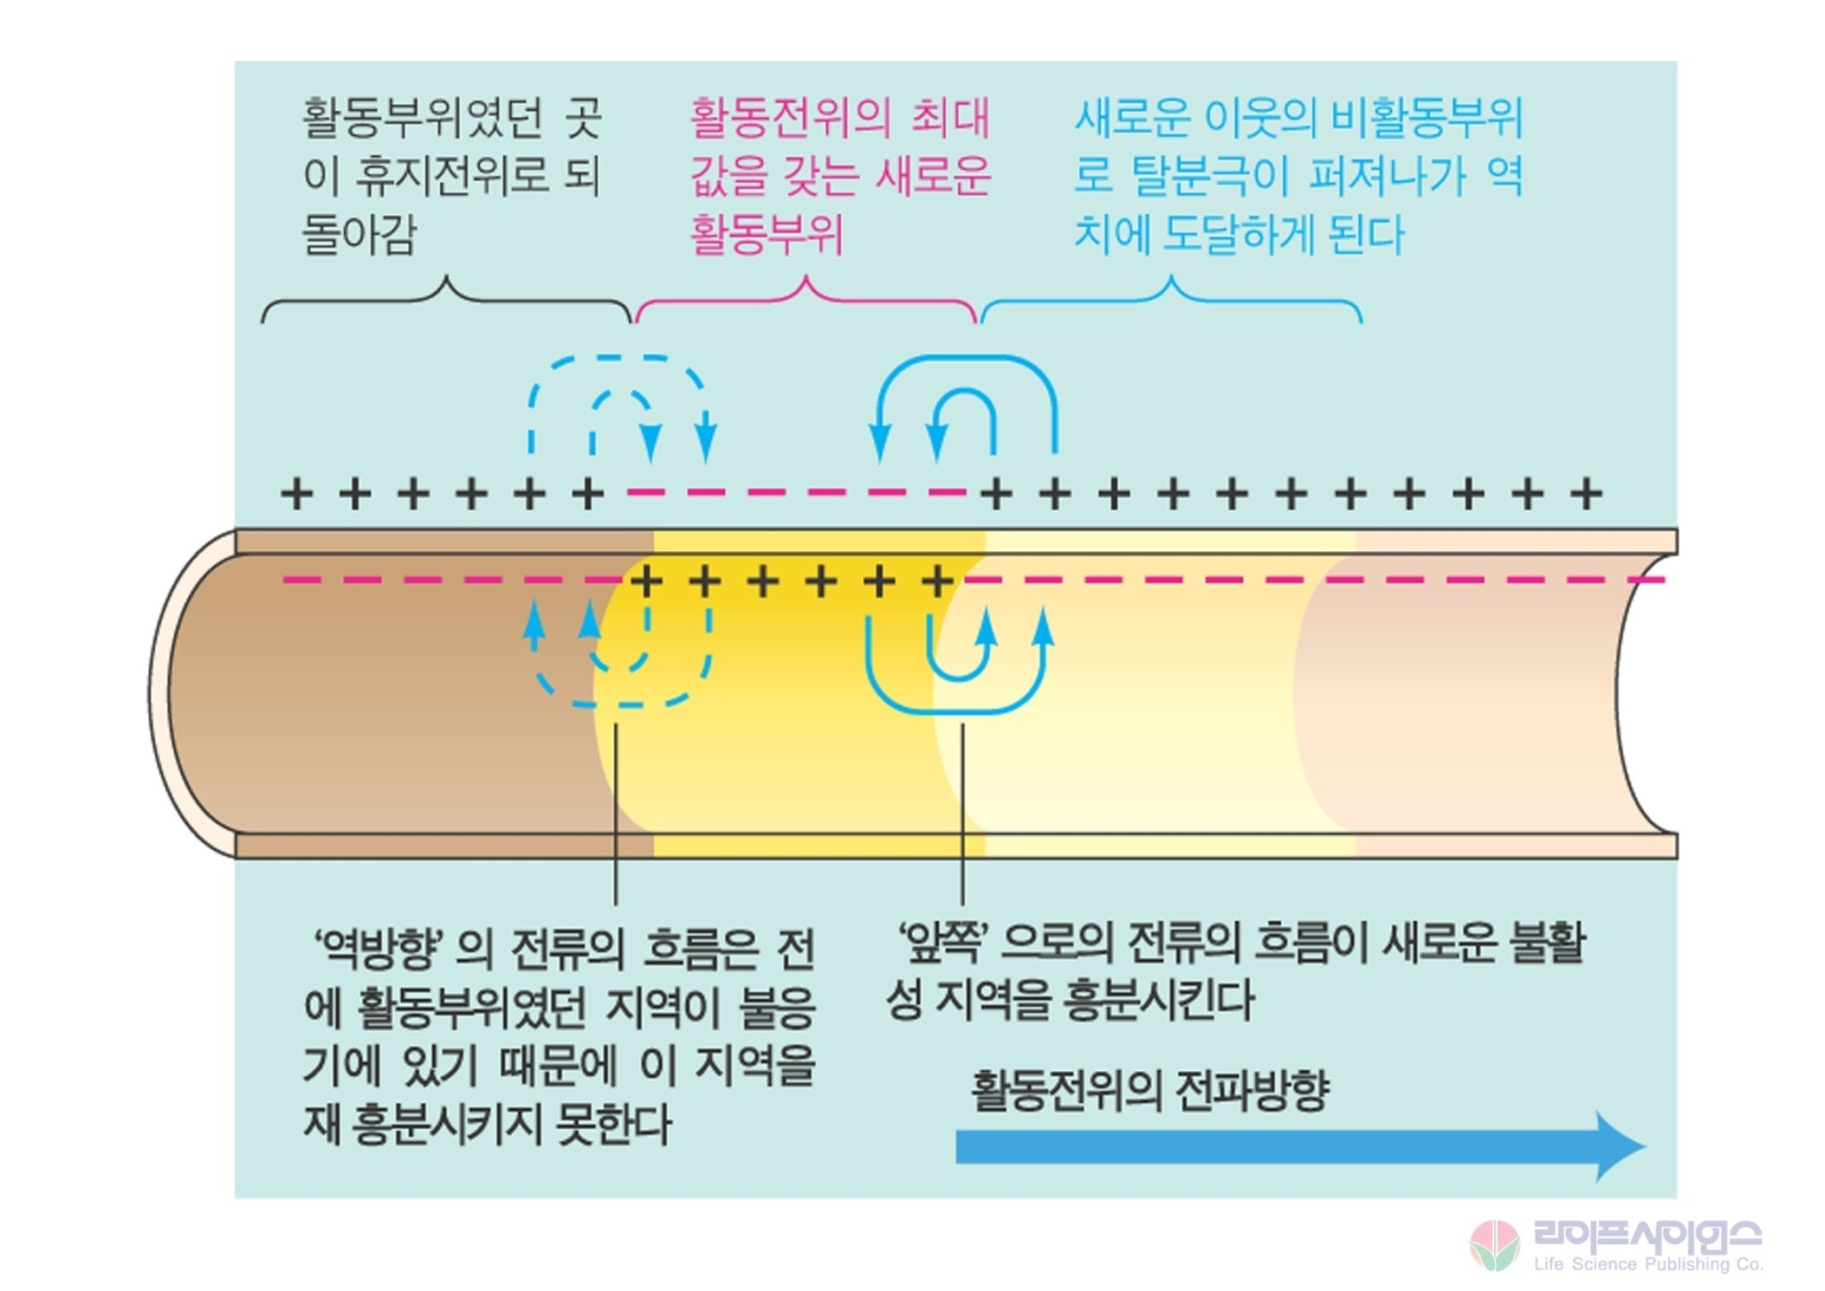 활동부위였던 곳
이 휴지전위로 되
돌아감
활동전위의 최대
값을 갖는 새로운
활동부위
새로운 이웃의 비활동부위
로 탈분극이 퍼져나가 역
치에 도달하게 된다
‘역방향’ 의 전류의 흐름은 전
에 활동부위였던 지역이 불응
기에 있기 때문에 이 지역을
재 흥분시키지 못한다
‘앞쪽’ 으로의 전류의 흐름이 새로운 불활
성 지역을 흥분시킨다
활동전위의 전파방향
라이프사이언스
Life Science Publishing Co.